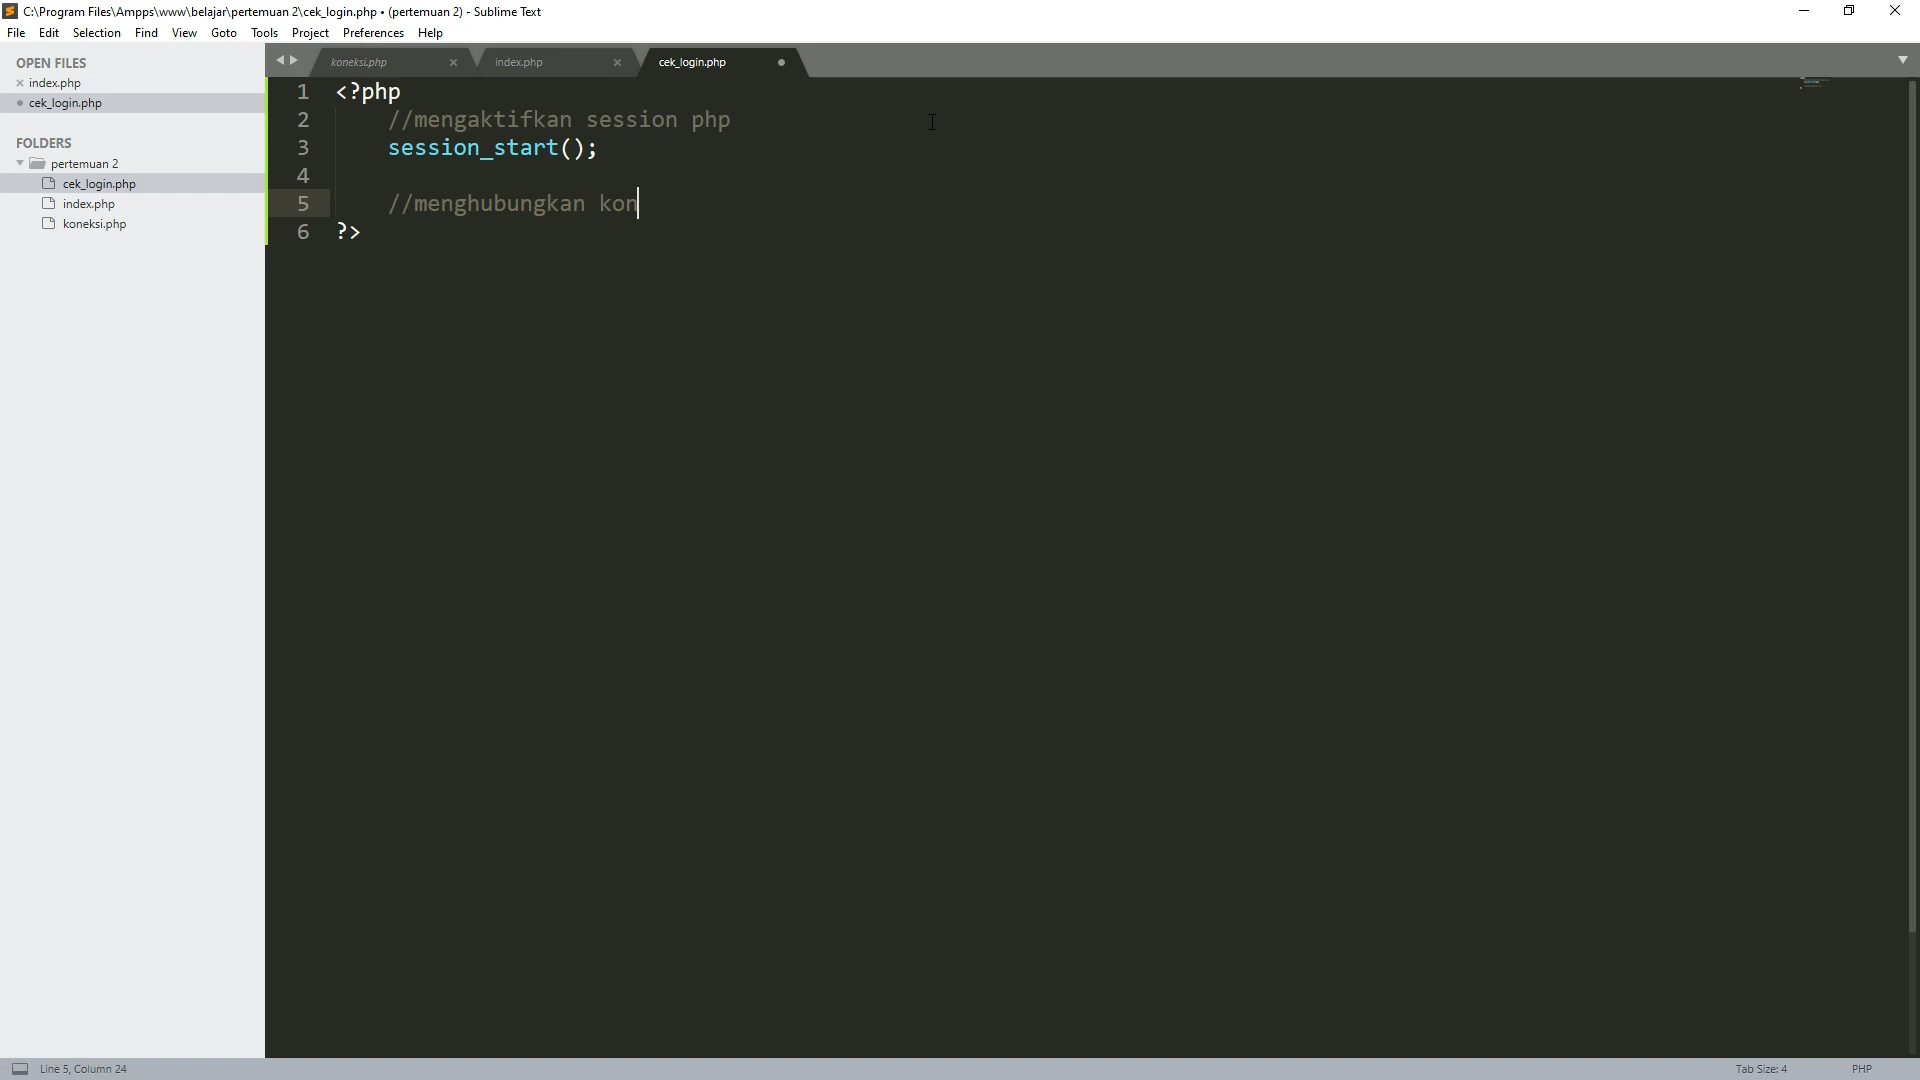 C:\Program Files\Ampps\www\belajar\pertemuan 2\cek_login.php • (pertemuan 2) - Sublime Text
File Edit Selection Find View Goto Tools Project Preferences Help
OPEN FILES
index.php
cek_login.php
FOLDERS
pertemuan 2
cek_login.php
index.php
koneksi.php
koneksi.php index.php cek_login.php
1 <?php
2 //mengaktifkan session php
3 session_start();
4
5 //menghubungkan kon
6 ?>
Line 5, Column 24 Tab Size: 4 PHP